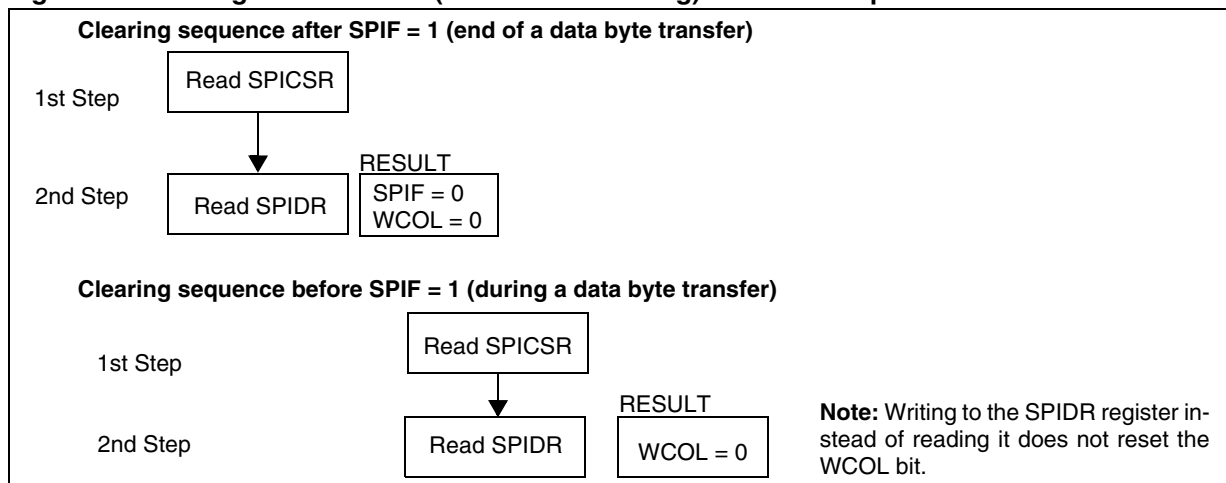 Clearing sequence after SPIF = 1 (end of a data byte transfer)
1st Step
Read SPICSR
RESULT
2nd Step
Read SPIDR
SPIF = 0
WCOL = 0
Clearing sequence before SPIF = 1 (during a data byte transfer)
1st Step
Read SPICSR
RESULT
2nd Step
Read SPIDR
WCOL = 0
Note: Writing to the SPIDR register in-
stead of reading it does not reset the
WCOL bit.